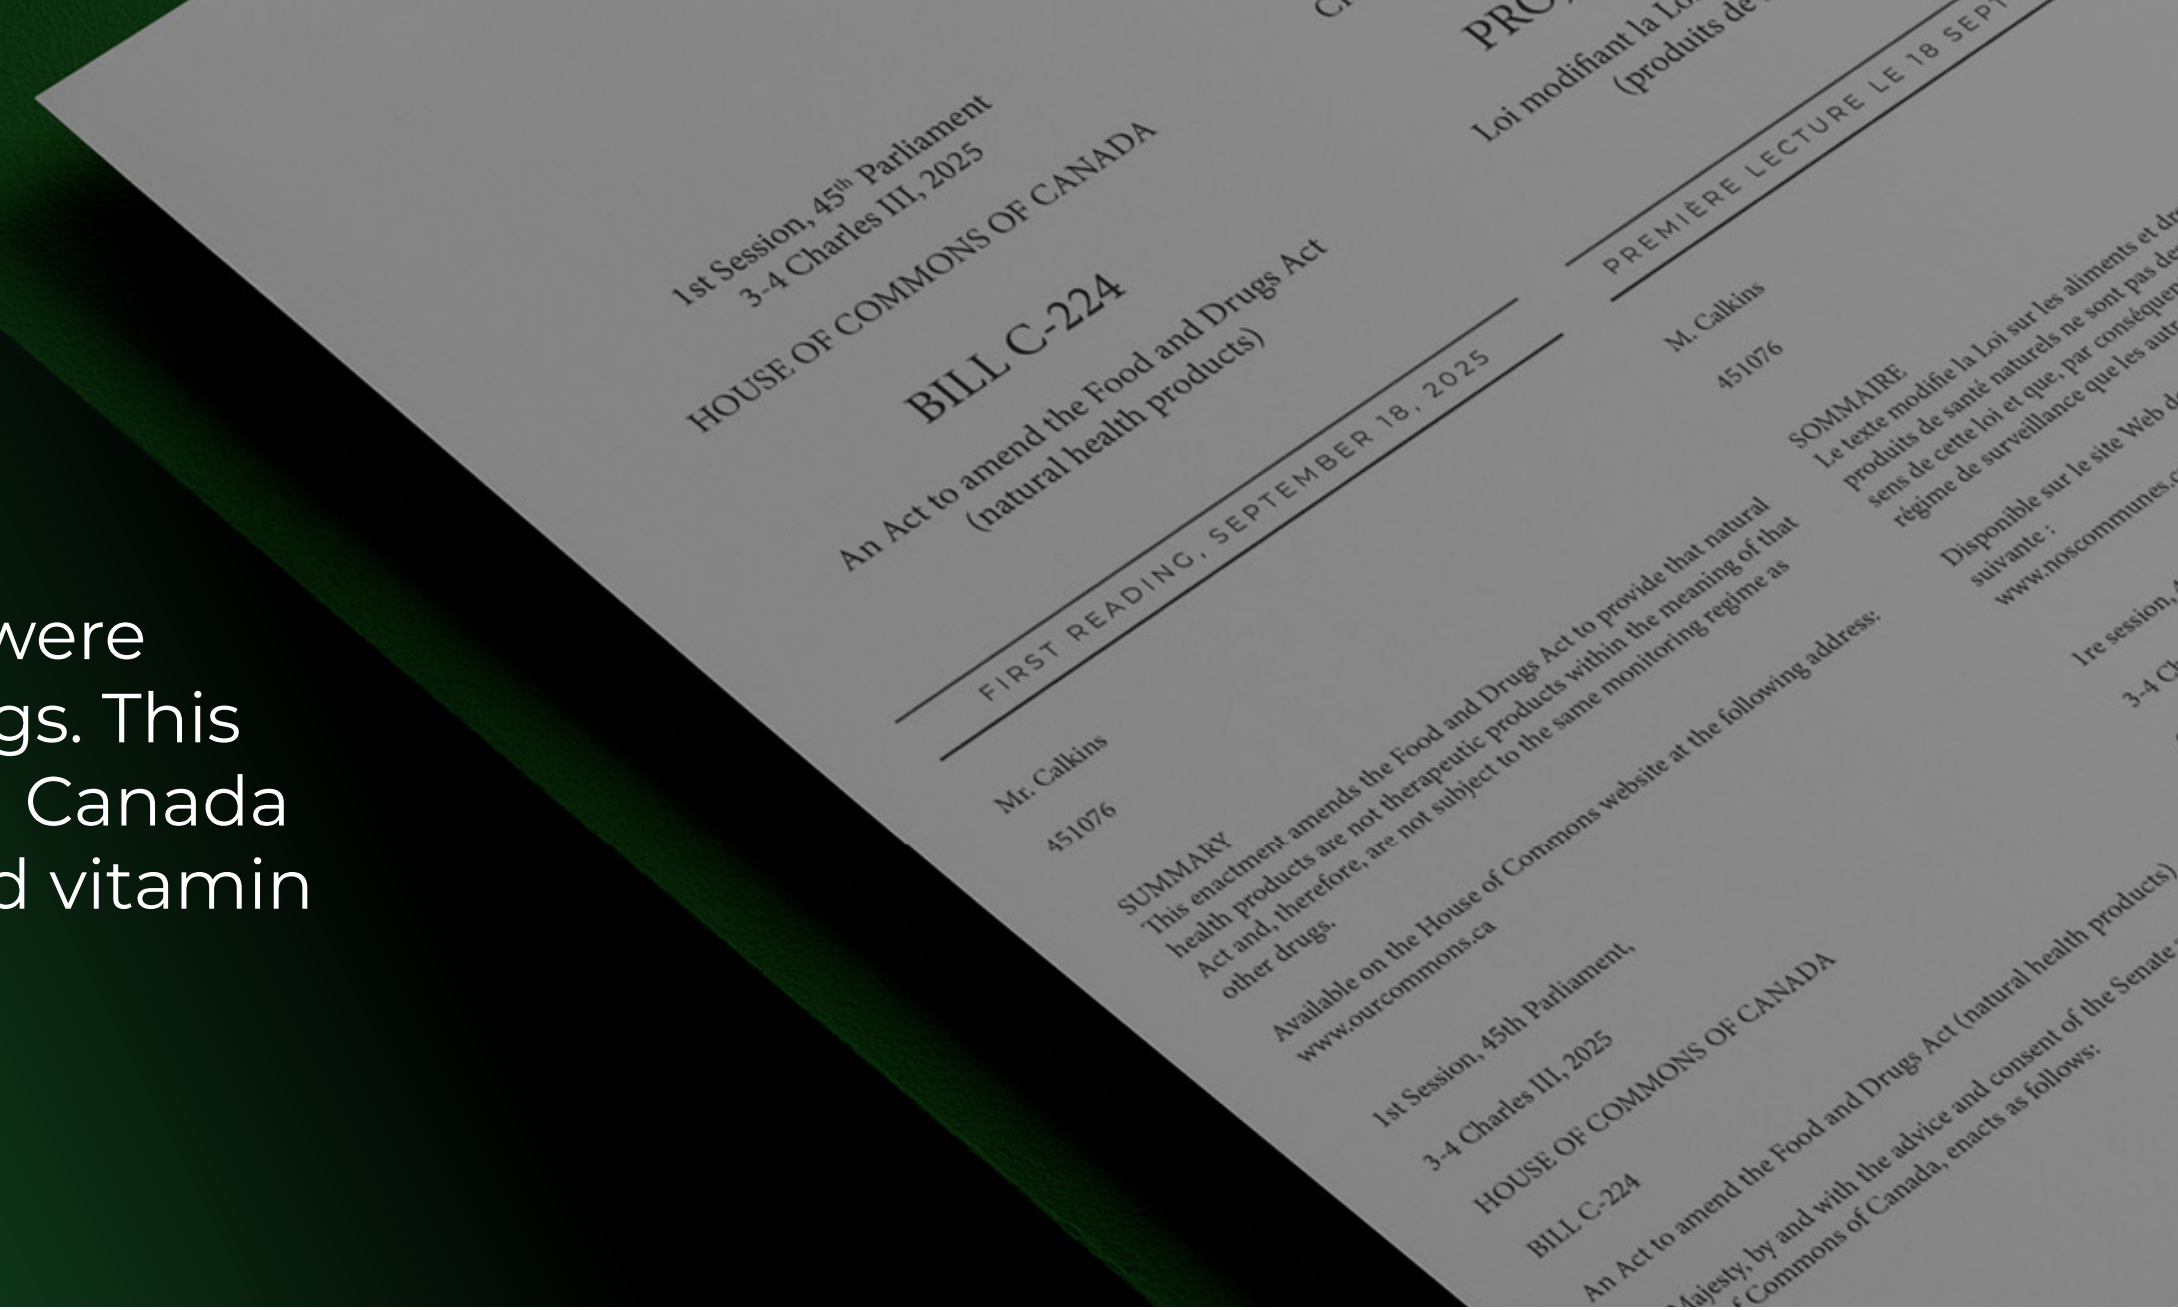 were
gs. This
Canada
d vitamin
1st Session, 45th Parliament
3-4 Charles III, 2025
HOUSE OF COMMONS OF CANADA
BILL C-224
An Act to amend the Food and Drugs Act
(natural health products)
FIRST READING, SEPTEMBER 18, 2025
Mr. Calkins
451076
SUMMARY
This enactment amends the Food and Drugs Act to provide that natural
health products are not therapeutic products within the meaning of that
Act and, therefore, are not subject to the same monitoring regime as
other drugs.
Available on the House of Commons website at the following address:
www.ourcommons.ca
1st Session, 45th Parliament,
3-4 Charles III, 2025
HOUSE OF COMMONS OF CANADA
BILL C-224
An Act to amend the Food and Drugs Act (natural health products)
Majesty, by and with the advice and consent of the Senate
Commons of Canada, enacts as follows:
Loi modifiant la
(produits de
PREMIÈRE LECTURE LE 18 SEPT
M. Calkins
451076
SOMMAIRE
Le texte modifie la Loi sur les aliments et
produits de santé naturels ne sont pas
sens de cette loi et que, par
régime de surveillance que les
Disponible sur le site Web
suivante :
www.noscommunes.
1re session,
3-4